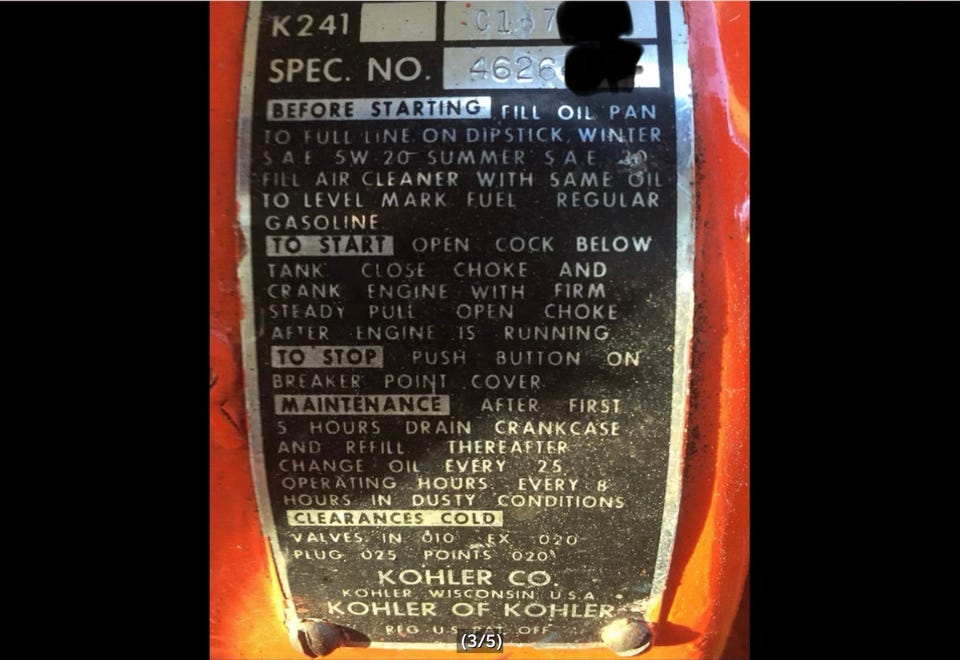 K241
SPEC. NO. 4626
BEFORE STARTING FILL OIL PAN
TO FULL LINE ON DIPSTICK, WINTER
S A E 5W-20 SUMMER S A E 30
FILL AIR CLEANER WITH SAME OIL
TO LEVEL MARK FUEL - REGULAR
GASOLINE
TO START OPEN COCK BELOW
TANK CLOSE CHOKE AND
CRANK ENGINE WITH FIRM
STEADY PULL OPEN CHOKE
AFTER ENGINE IS RUNNING
TO STOP PUSH BUTTON ON
BREAKER POINT COVER
MAINTENANCE AFTER FIRST
5 HOURS DRAIN CRANKCASE
AND REFILL THEREAFTER
CHANGE OIL EVERY 25
OPERATING HOURS EVERY 8
HOURS IN DUSTY CONDITIONS
CLEARANCES COLD
VALVES IN 010 EX 020
PLUG 025 POINTS 020
KOHLER CO.
KOHLER, WISCONSIN, U.S.A.
KOHLER OF KOHLER
REG. U.S. PAT. OFF.
(3/5)